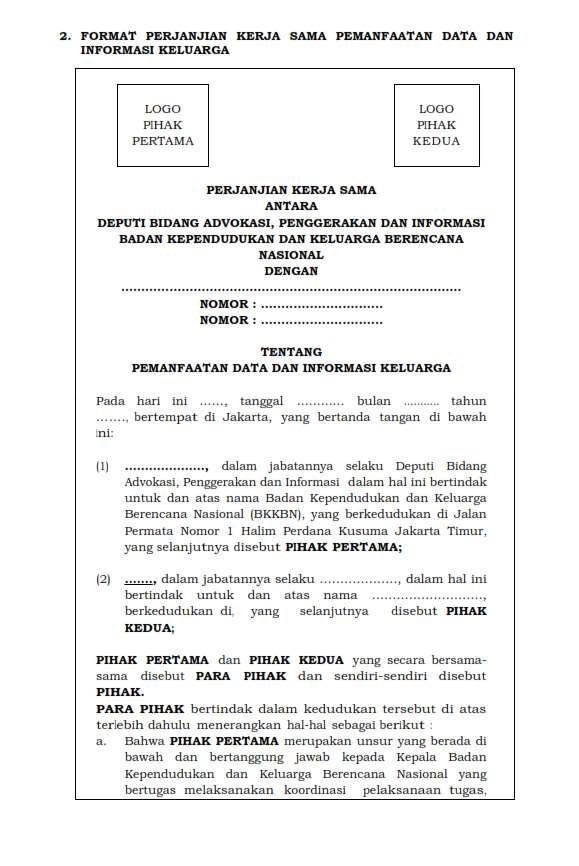 2. FORMAT PERJANJIAN KERJA SAMA PEMANFAATAN DATA DAN
INFORMASI KELUARGA
LOGO
PIHAK
PERTAMA
LOGO
PIHAK
KEDUA
PERJANJIAN KERJA SAMA
ANTARA
DEPUTI BIDANG ADVOKASI, PENGGERAKAN DAN INFORMASI
BADAN KEPENDUDUKAN DAN KELUARGA BERENCANA
NASIONAL
DENGAN
....................................................................................
NOMOR : ..............................
NOMOR : ..............................
TENTANG
PEMANFAATAN DATA DAN INFORMASI KELUARGA
Pada hari ini ......, tanggal ............ bulan ........... tahun
......., bertempat di Jakarta, yang bertanda tangan di bawah
ini:
(1) ...................., dalam jabatannya selaku Deputi Bidang
Advokasi, Penggerakan dan Informasi dalam hal ini bertindak
untuk dan atas nama Badan Kependudukan dan Keluarga
Berencana Nasional (BKKBN), yang berkedudukan di Jalan
Permata Nomor 1 Halim Perdana Kusuma Jakarta Timur,
yang selanjutnya disebut PIHAK PERTAMA;
(2) ......., dalam jabatannya selaku ..................., dalam hal ini
bertindak untuk dan atas nama ...........................,
berkedudukan di, yang selanjutnya disebut PIHAK
KEDUA;
PIHAK PERTAMA dan PIHAK KEDUA yang secara bersama-
sama disebut PARA PIHAK dan sendiri-sendiri disebut
PIHAK.
PARA PIHAK bertindak dalam kedudukan tersebut di atas
terlebih dahulu menerangkan hal-hal sebagai berikut :
a. Bahwa PIHAK PERTAMA merupakan unsur yang berada di
bawah dan bertanggung jawab kepada Kepala Badan
Kependudukan dan Keluarga Berencana Nasional yang
bertugas melaksanakan koordinasi pelaksanaan tugas,